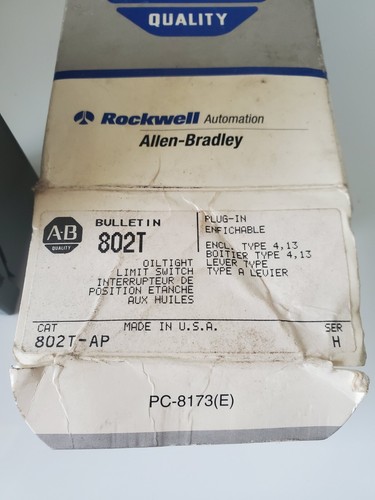 QUALITY
Rockwell Automation
Allen-Bradley
A-B
QUALITY
BULLETIN
802T
OILTIGHT
LIMIT SWITCH
INTERRUPTEUR DE
POSITION ETANCHE
AUX HUILES
PLUG-IN
ENFICHABLE
ENCL. TYPE 4,13
BOITIER TYPE 4,13
LEVER TYPE
TYPE A LEVIER
CAT MADE IN U.S.A. SER
802T-AP H
PC-8173(E)